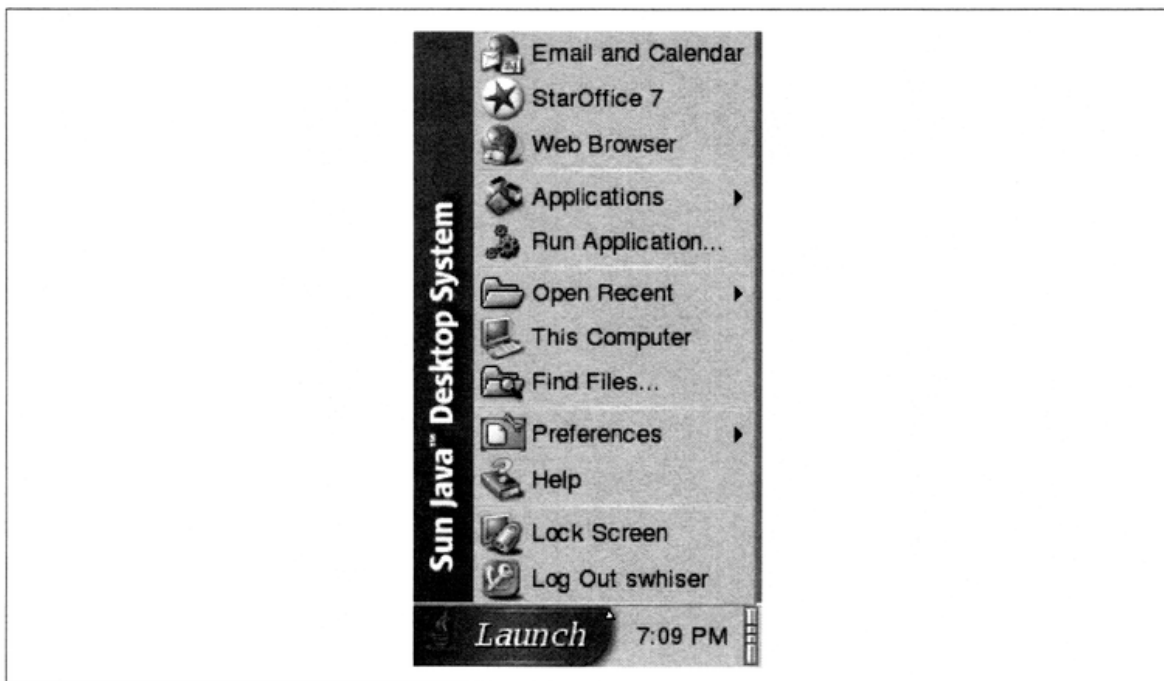 Email and Calendar
StarOffice 7
Web Browser
Applications
Run Application...
Open Recent
This Computer
Find Files...
Preferences
Help
Lock Screen
Log Out swhiser
Sun Java™ Desktop System
Launch
7:09 PM